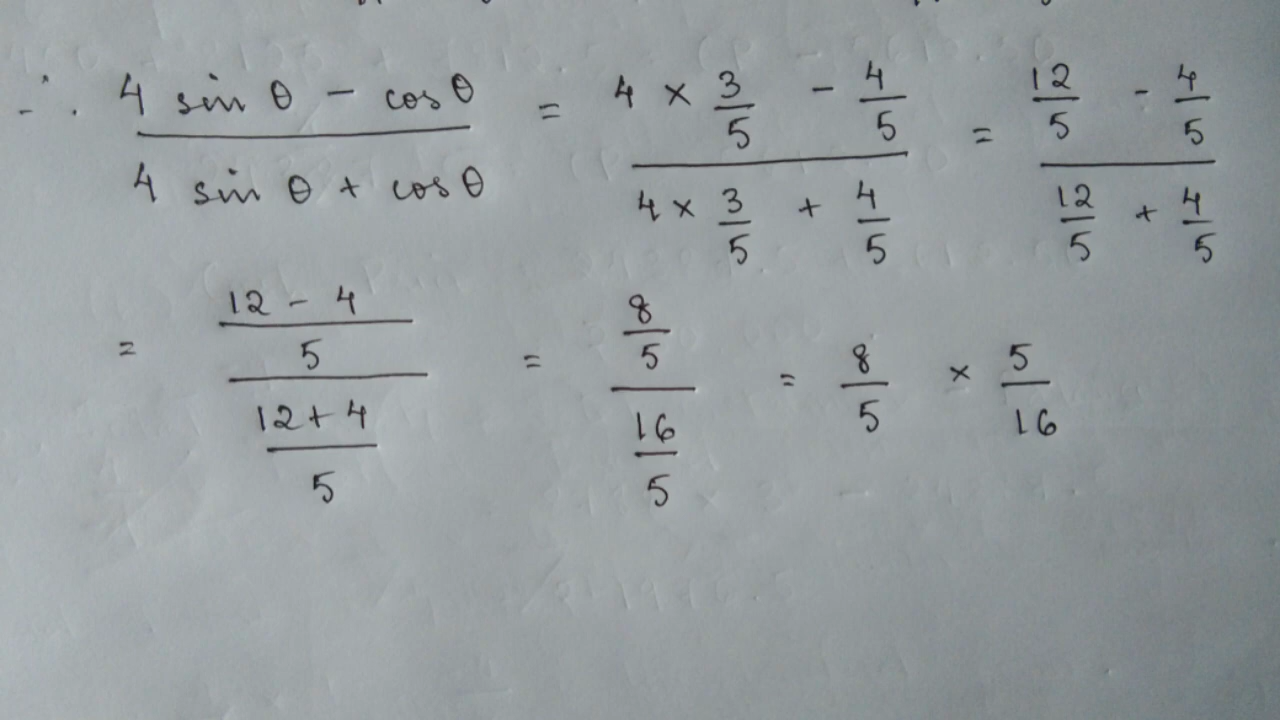 ∴ (4 sin θ - cos θ)/(4 sin θ + cos θ) = (4 × 3/5 - 4/5)/(4 × 3/5 + 4/5) = (12/5 - 4/5)/(12/5 + 4/5)
= ((12 - 4)/5)/((12 + 4)/5) = (8/5)/(16/5) = 8/5 × 5/16